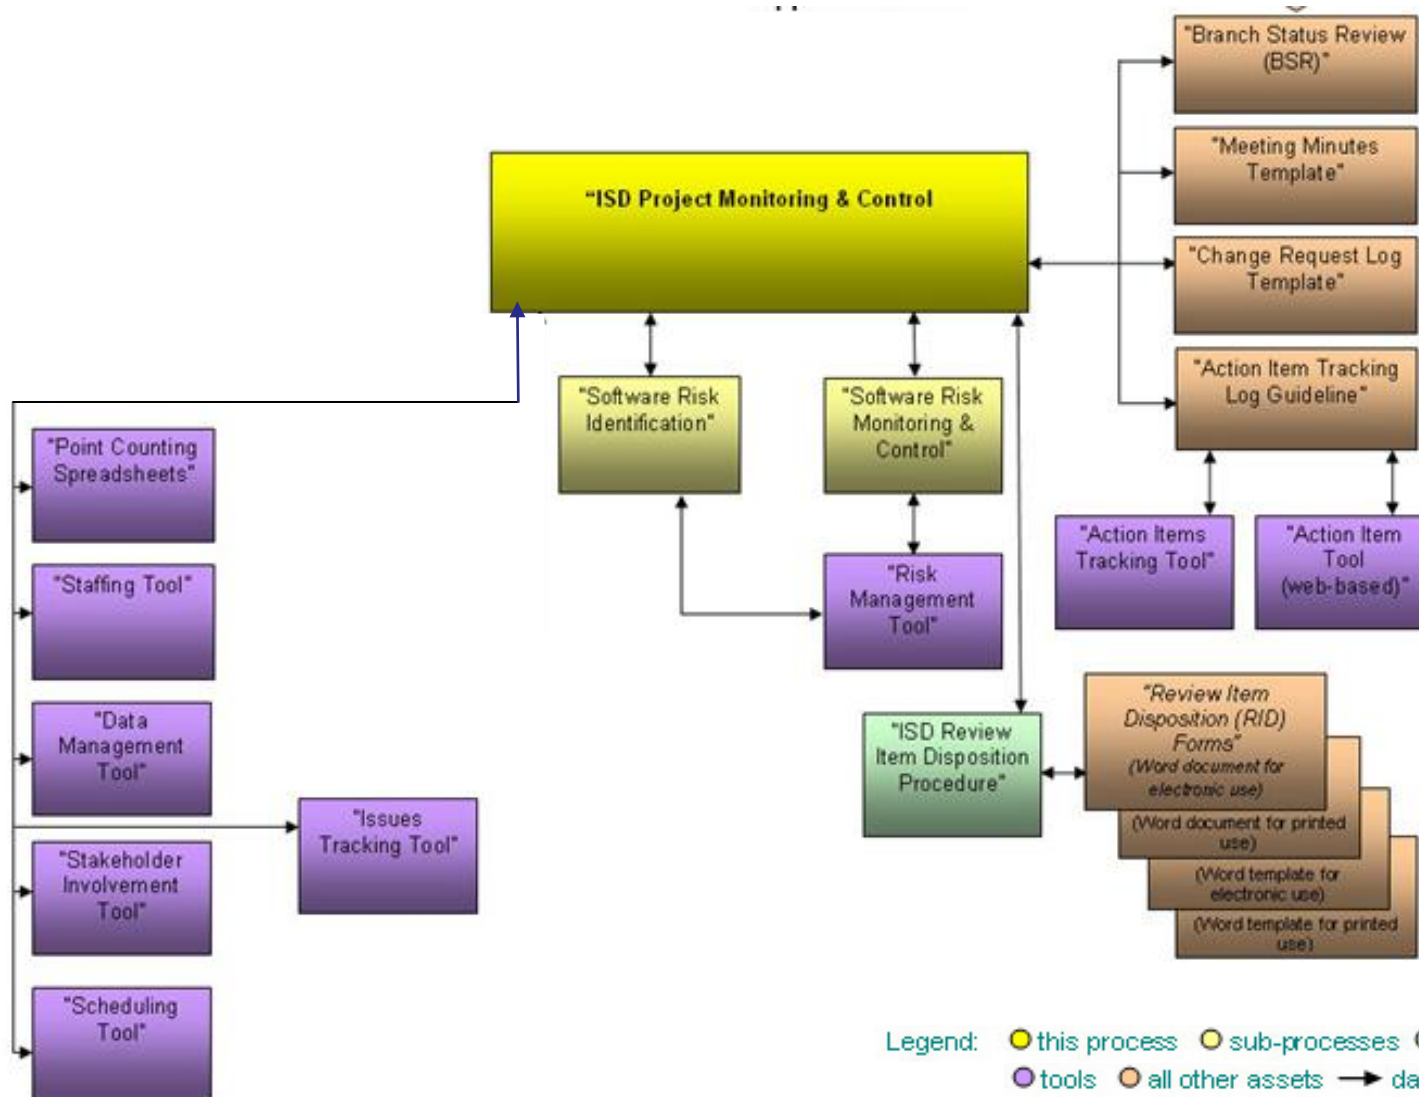 "Branch Status Review
(BSR)"
"Meeting Minutes
Template"
"ISD Project Monitoring & Control
"Change Request Log
Template"
"Action Item Tracking
Log Guideline"
"Software Risk
Identification"
"Software Risk
Monitoring &
Control"
"Point Counting
Spreadsheets"
"Action Items
Tracking Tool"
"Action Item
Tool
(web-based)"
"Risk
Management
Tool"
"Staffing Tool"
"Data
Management
Tool"
"ISD Review
Item Disposition
Procedure"
"Review Item
Disposition (RID)
Forms"
(Word document for
electronic use)
(Word document for printed
use)
(Word template for
electronic use)
(Word template for printed
use)
"Issues
Tracking Tool"
"Stakeholder
Involvement
Tool"
"Scheduling
Tool"
Legend: this process sub-processes
tools all other assets